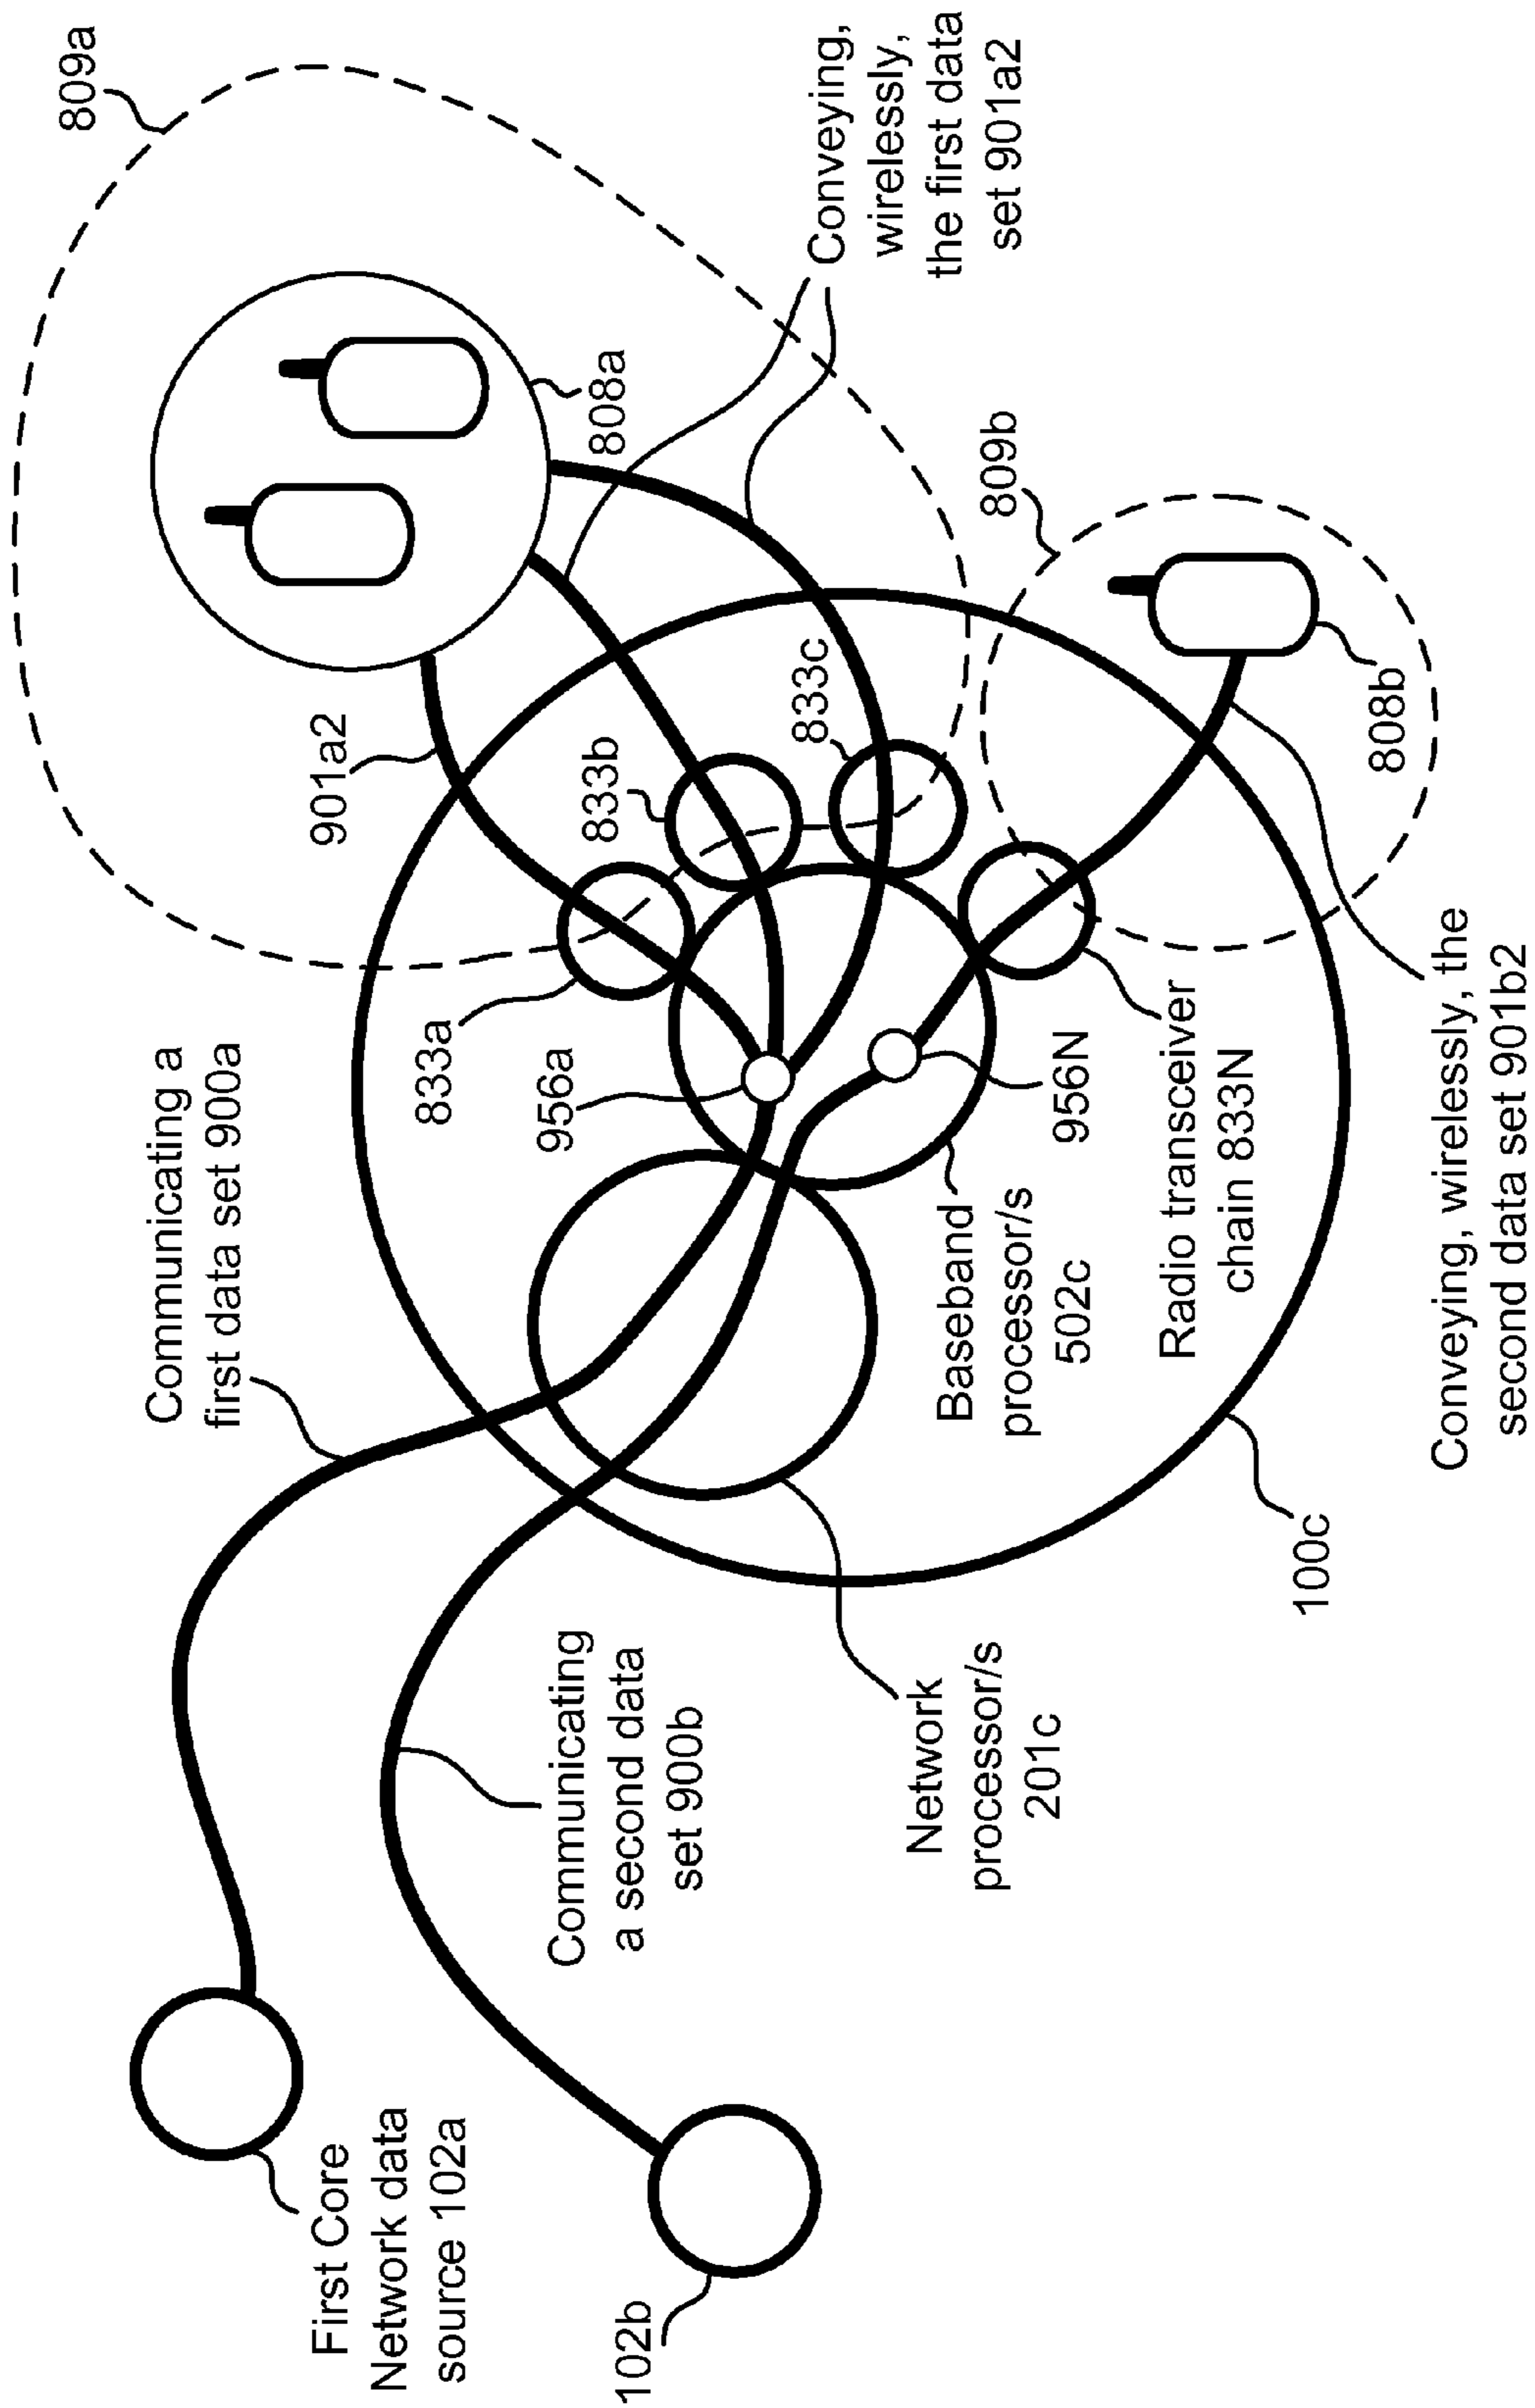 809a
Conveying,
wirelessly,
the first data
set 901a2
808a
809b
901a2
833b
833c
808b
833a
956a
956N
Communicating a
first data set 900a
Radio transceiver
chain 833N
Conveying, wirelessly, the
second data set 901b2
Baseband
processor/s
502c
100c
Communicating
a second data
set 900b
Network
processor/s
201c
First Core
Network data
source 102a
102b